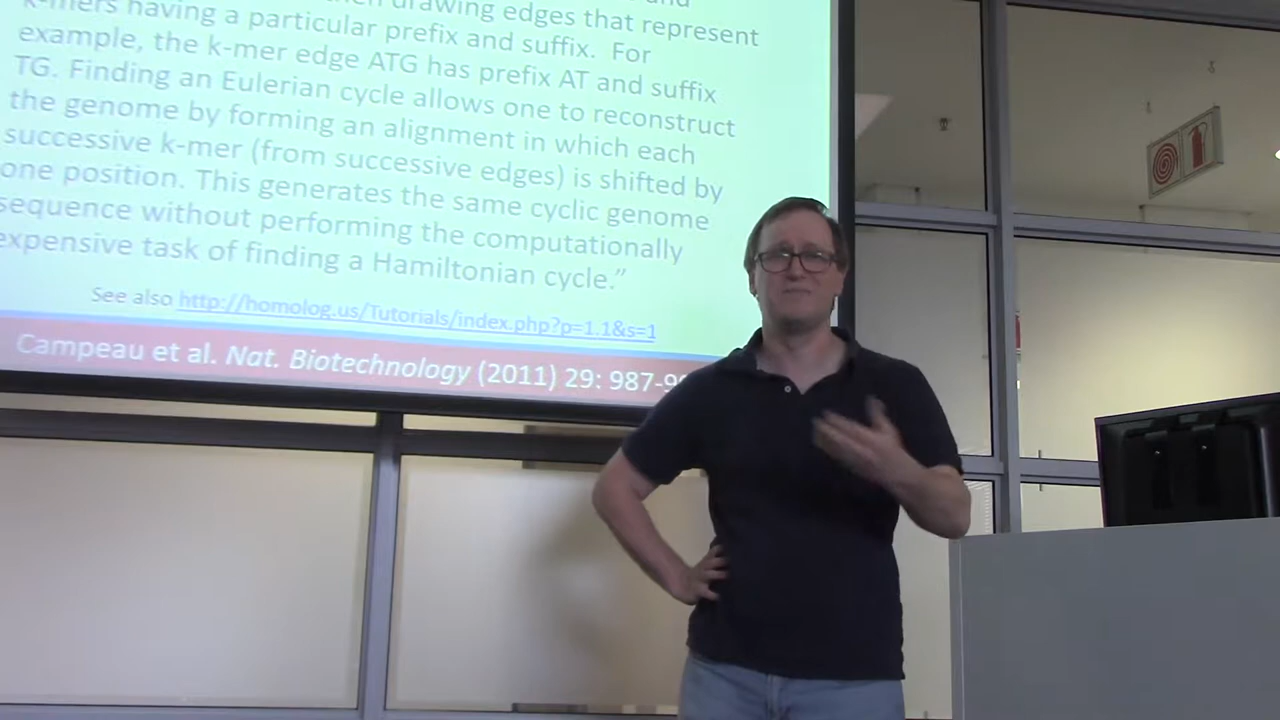 drawing edges that represent
k-mers having a particular prefix and suffix. For
example, the k-mer edge ATG has prefix AT and suffix
TG. Finding an Eulerian cycle allows one to reconstruct
the genome by forming an alignment in which each
successive k-mer (from successive edges) is shifted by
one position. This generates the same cyclic genome
sequence without performing the computationally
expensive task of finding a Hamiltonian cycle.”
See also http://homolog.us/Tutorials/index.php?p=1.1&s=1
Campeau et al. Nat. Biotechnology (2011) 29: 987-9